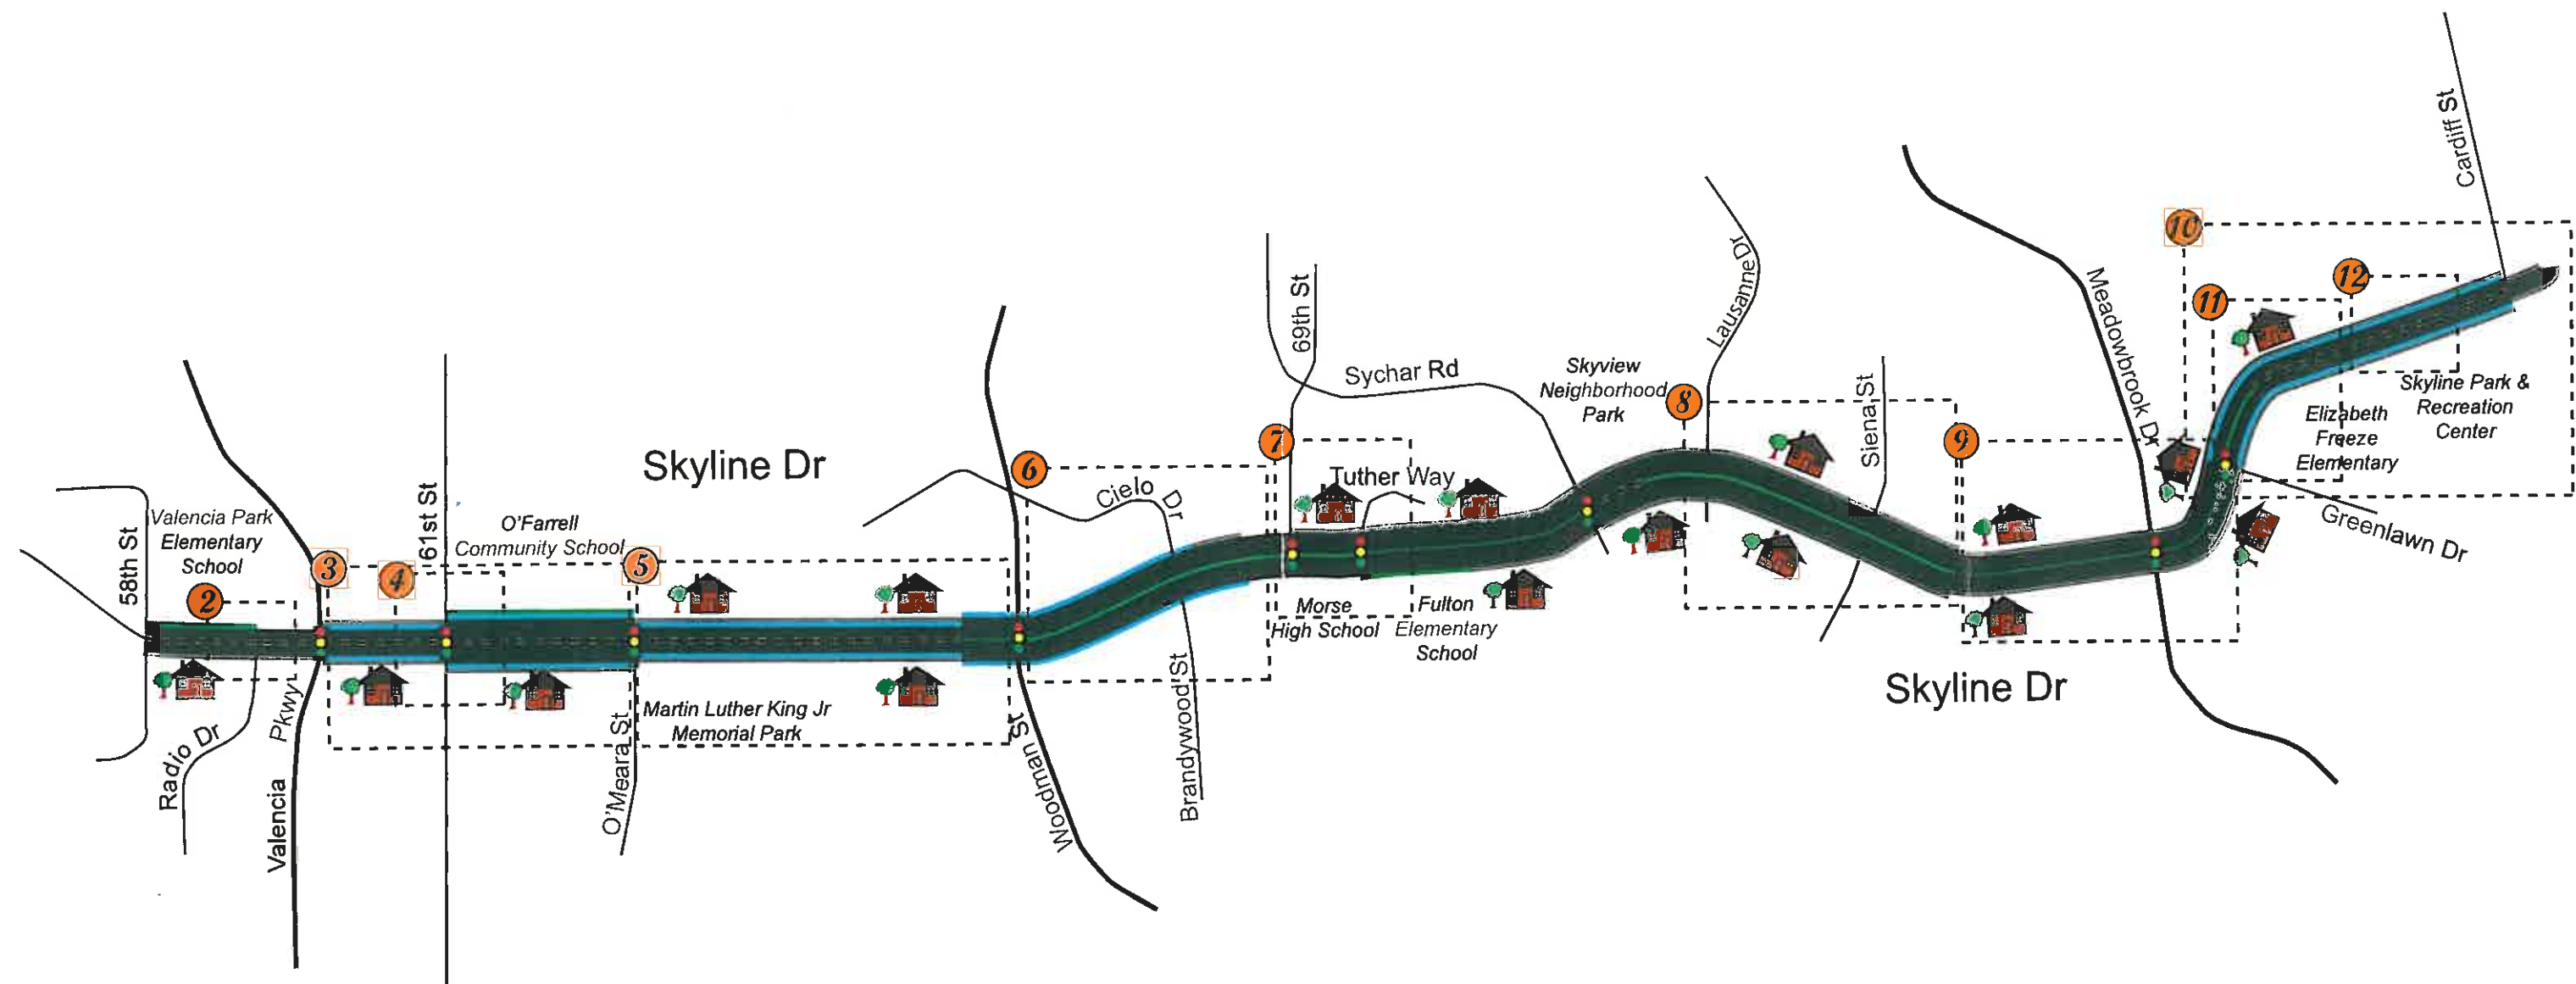 Cardiff St
10
12
11
Meadowbrook Dr
Lausanne Dr
69th St
Sychar Rd
Skyview
Neighborhood
Park
8
Siena St
9
Skyline Park &
Recreation
Center
Elizabeth
Freeze
Elementary
Greenlawn Dr
Skyline Dr
7
6
Cielo Dr
Tuther Way
61st St
O'Farrell
Community School
Valencia Park
Elementary
School
58th St
2
3
4
5
Morse
High School
Fulton
Elementary
School
Brandywood St
Skyline Dr
Martin Luther King Jr
Memorial Park
Radio Dr
Valencia Pkwy
O'Meara St
Woodman St